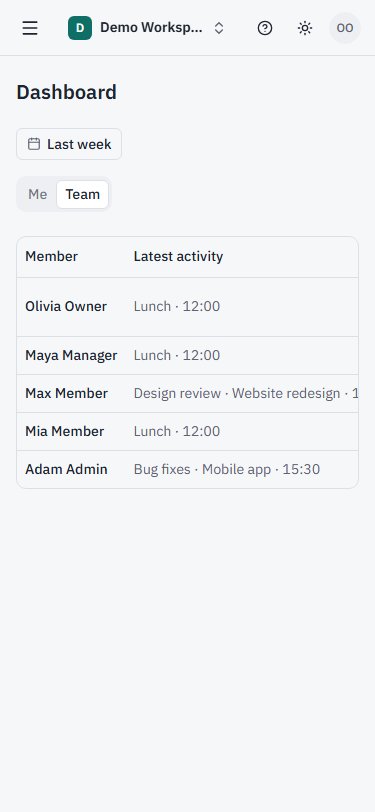 D Demo Worksp... OO
Dashboard
Last week
Me Team
Member Latest activity
Olivia Owner Lunch · 12:00
Maya Manager Lunch · 12:00
Max Member Design review · Website redesign · 1
Mia Member Lunch · 12:00
Adam Admin Bug fixes · Mobile app · 15:30